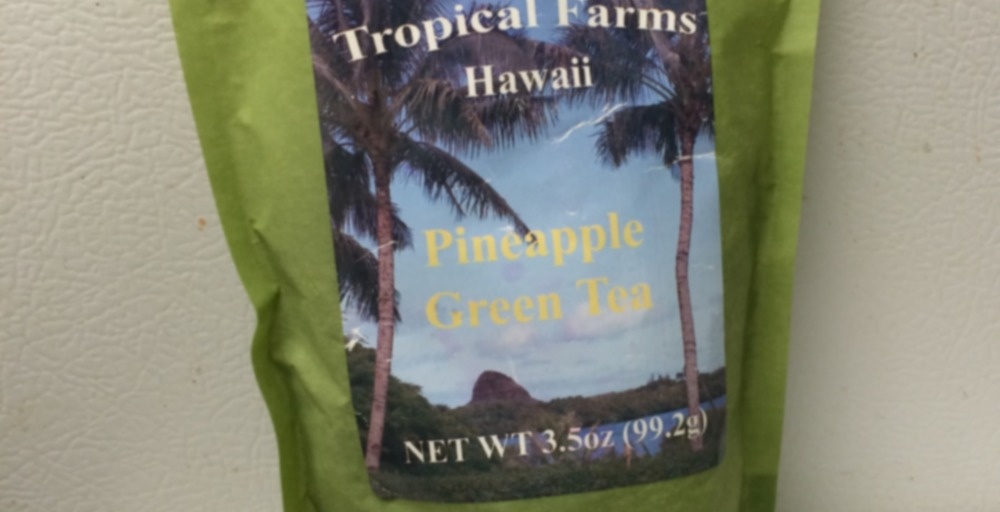 Tropical Farms
Hawaii
Pineapple
Green Tea
NET WT 3.5oz (99.2g)